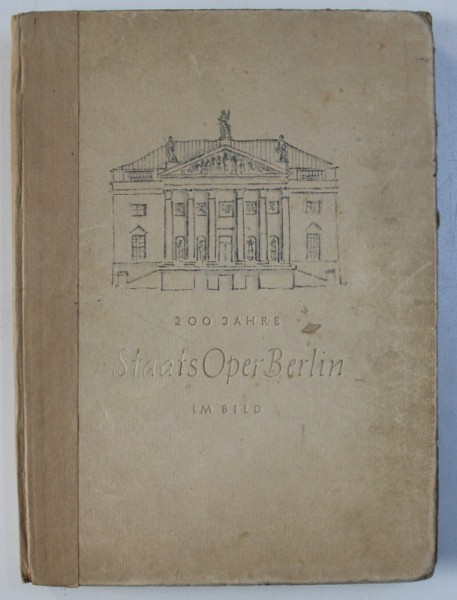 200 JAHRE
Staats Oper Berlin
IM BILD